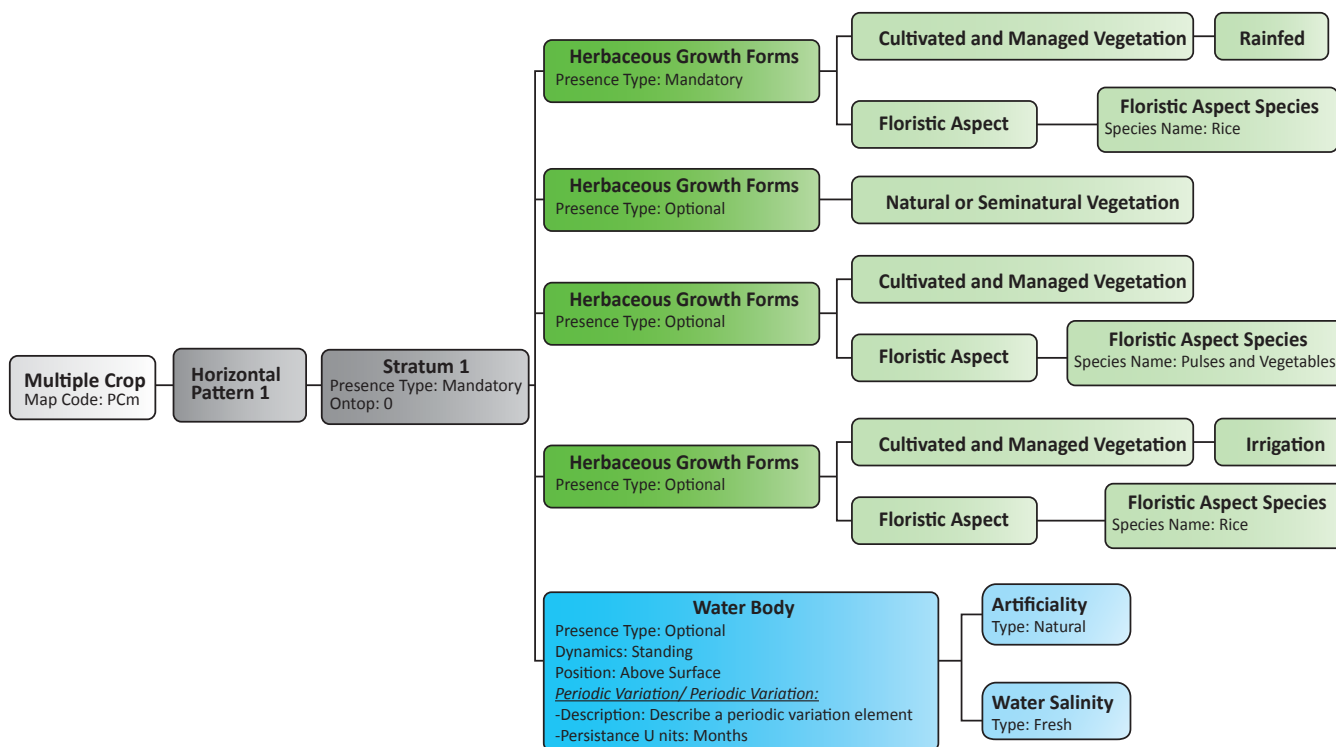 Multiple Crop
Map Code: PCm
Horizontal
Pattern 1
Stratum 1
Presence Type: Mandatory
Ontop: 0
Herbaceous Growth Forms
Presence Type: Mandatory
Cultivated and Managed Vegetation
Rainfed
Floristic Aspect
Floristic Aspect Species
Species Name: Rice
Herbaceous Growth Forms
Presence Type: Optional
Natural or Seminatural Vegetation
Herbaceous Growth Forms
Presence Type: Optional
Cultivated and Managed Vegetation
Floristic Aspect
Floristic Aspect Species
Species Name: Pulses and Vegetables
Herbaceous Growth Forms
Presence Type: Optional
Cultivated and Managed Vegetation
Irrigation
Floristic Aspect
Floristic Aspect Species
Species Name: Rice
Water Body
Presence Type: Optional
Dynamics: Standing
Position: Above Surface
Periodic Variation/ Periodic Variation:
-Description: Describe a periodic variation element
-Persistance U nits: Months
Artificiality
Type: Natural
Water Salinity
Type: Fresh